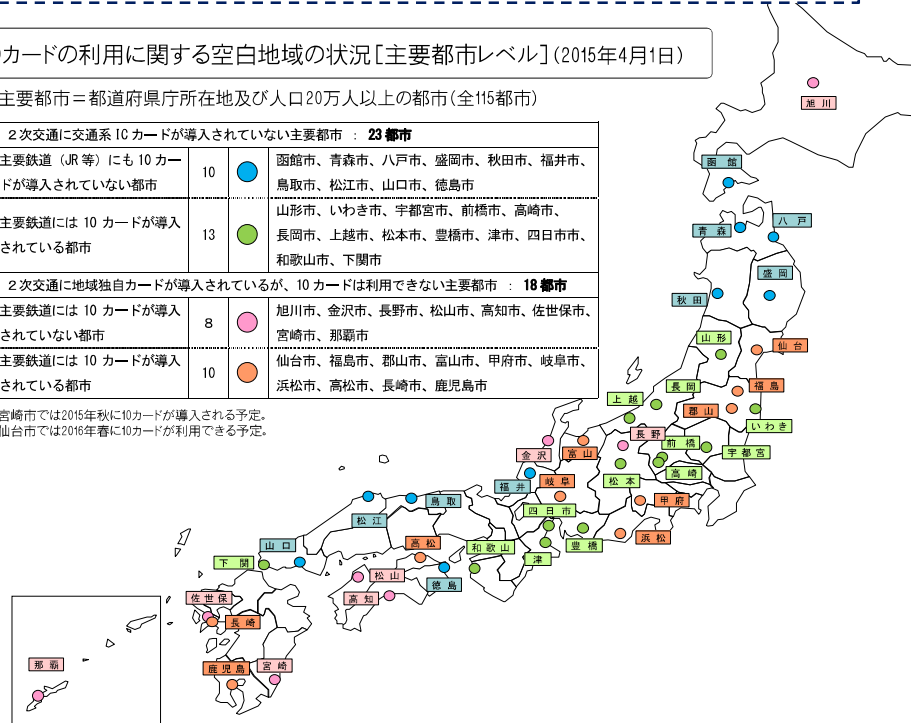 カードの利用に関する空白地域の状況[主要都市レベル](2015年4月1日)
主要都市=都道府県庁所在地及び人口20万人以上の都市(全115都市)
２次交通に交通系ICカードが導入されていない主要都市 : 23都市
主要鉄道（JR等）にも10カー
ドが導入されていない都市
10
函館市、青森市、八戸市、盛岡市、秋田市、福井市、
鳥取市、松江市、山口市、徳島市
主要鉄道には10カードが導入
されている都市
13
山形市、いわき市、宇都宮市、前橋市、高崎市、
長岡市、上越市、松本市、豊橋市、津市、四日市市、
和歌山市、下関市
２次交通に地域独自カードが導入されているが、10カードは利用できない主要都市 : 18都市
主要鉄道には10カードが導入
されていない都市
8
旭川市、金沢市、長野市、松山市、高知市、佐世保市、
宮崎市、那覇市
主要鉄道には10カードが導入
されている都市
10
仙台市、福島市、郡山市、富山市、甲府市、岐阜市、
浜松市、高松市、長崎市、鹿児島市
宮崎市では2015年秋に10カードが導入される予定。
仙台市では2016年春に10カードが利用できる予定。
旭川
函館
八戸
青森
盛岡
秋田
山形
仙台
長岡
福島
上越
郡山
いわき
長野
前橋
宇都宮
金沢
富山
高崎
福井
岐阜
松本
甲府
鳥取
四日市
松江
浜松
山口
高松
和歌山
豊橋
下関
津
松山
徳島
佐世保
高知
長崎
那覇
鹿児島
宮崎